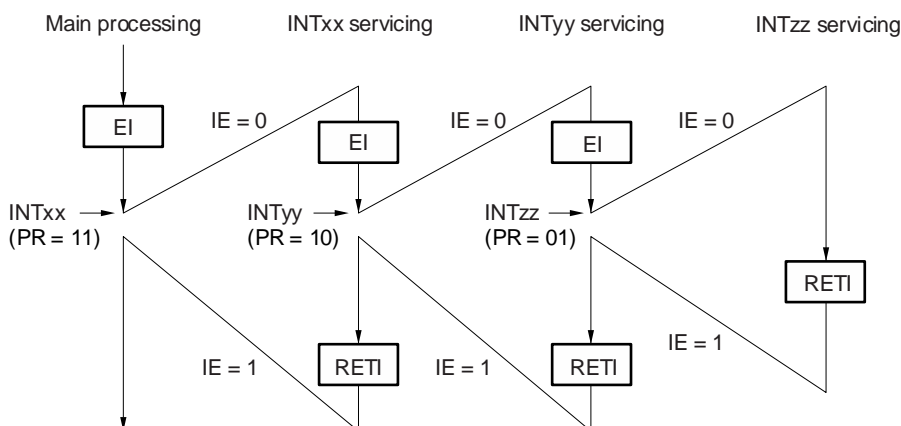 Main processing INTxx servicing INTyy servicing INTzz servicing
EI IE = 0 EI IE = 0 EI IE = 0
INTxx INTyy INTzz
(PR = 11) (PR = 10) (PR = 01)
RETI
IE = 1 RETI IE = 1 RETI IE = 1